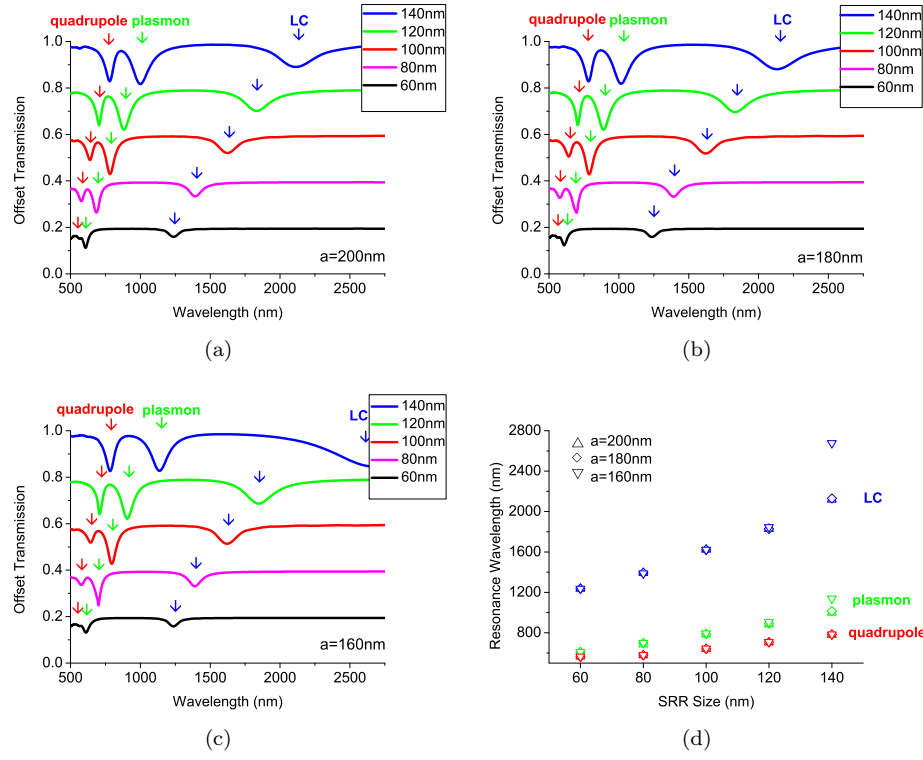 quadrupole plasmon LC
140nm
120nm
100nm
80nm
60nm
1.0
0.8
0.6
0.4
0.2
0.0
Offset Transmission
a=200nm
500 1000 1500 2000 2500
Wavelength (nm)
(a)
quadrupole plasmon LC
140nm
120nm
100nm
80nm
60nm
1.0
0.8
0.6
0.4
0.2
0.0
Offset Transmission
a=180nm
500 1000 1500 2000 2500
Wavelength (nm)
(b)
quadrupole plasmon LC
140nm
120nm
100nm
80nm
60nm
1.0
0.8
0.6
0.4
0.2
0.0
Offset Transmission
a=160nm
500 1000 1500 2000 2500
Wavelength (nm)
(c)
2800
2400
2000
1600
1200
800
Resonance Wavelength (nm)
a=200nm
a=180nm
a=160nm
LC
plasmon
quadrupole
60 80 100 120 140
SRR Size (nm)
(d)